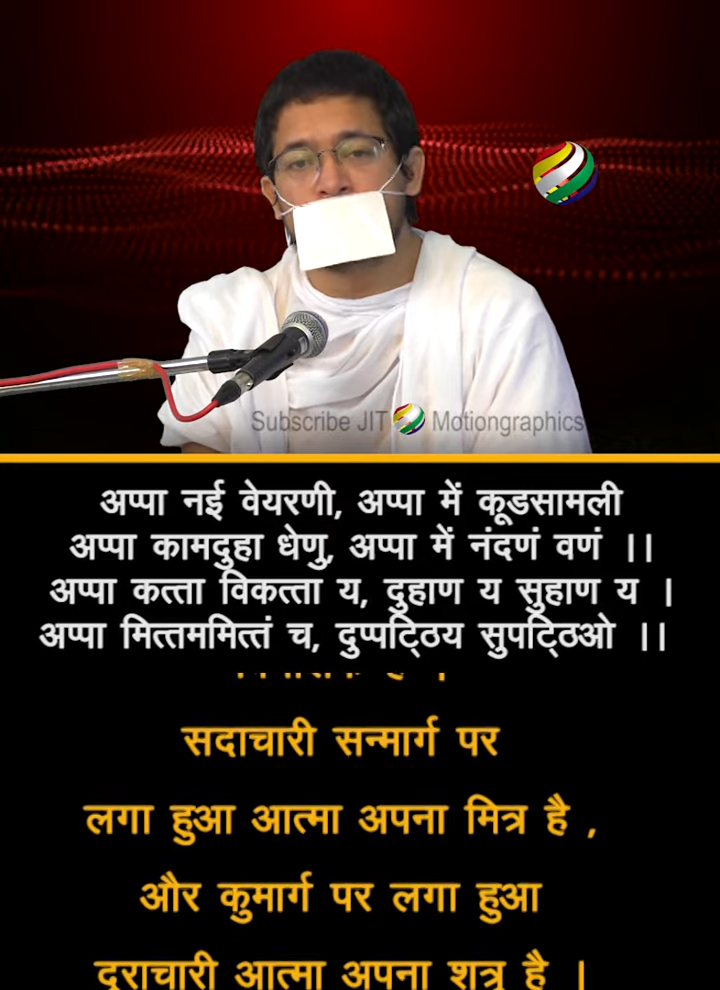 Subscribe JIT Motiongraphics
अप्पा नई वेयरणी, अप्पा में कूडसामली
अप्पा कामदुहा धेणु, अप्पा में नंदणं वणं ।।
अप्पा कत्ता विकत्ता य, दुहाण य सुहाण य ।
अप्पा मित्तममित्तं च, दुप्पट्ठिय सुपट्ठिओ ।।
सदाचारी सन्मार्ग पर
लगा हुआ आत्मा अपना मित्र है ,
और कुमार्ग पर लगा हुआ
दुराचारी आत्मा अपना शत्रु है ।